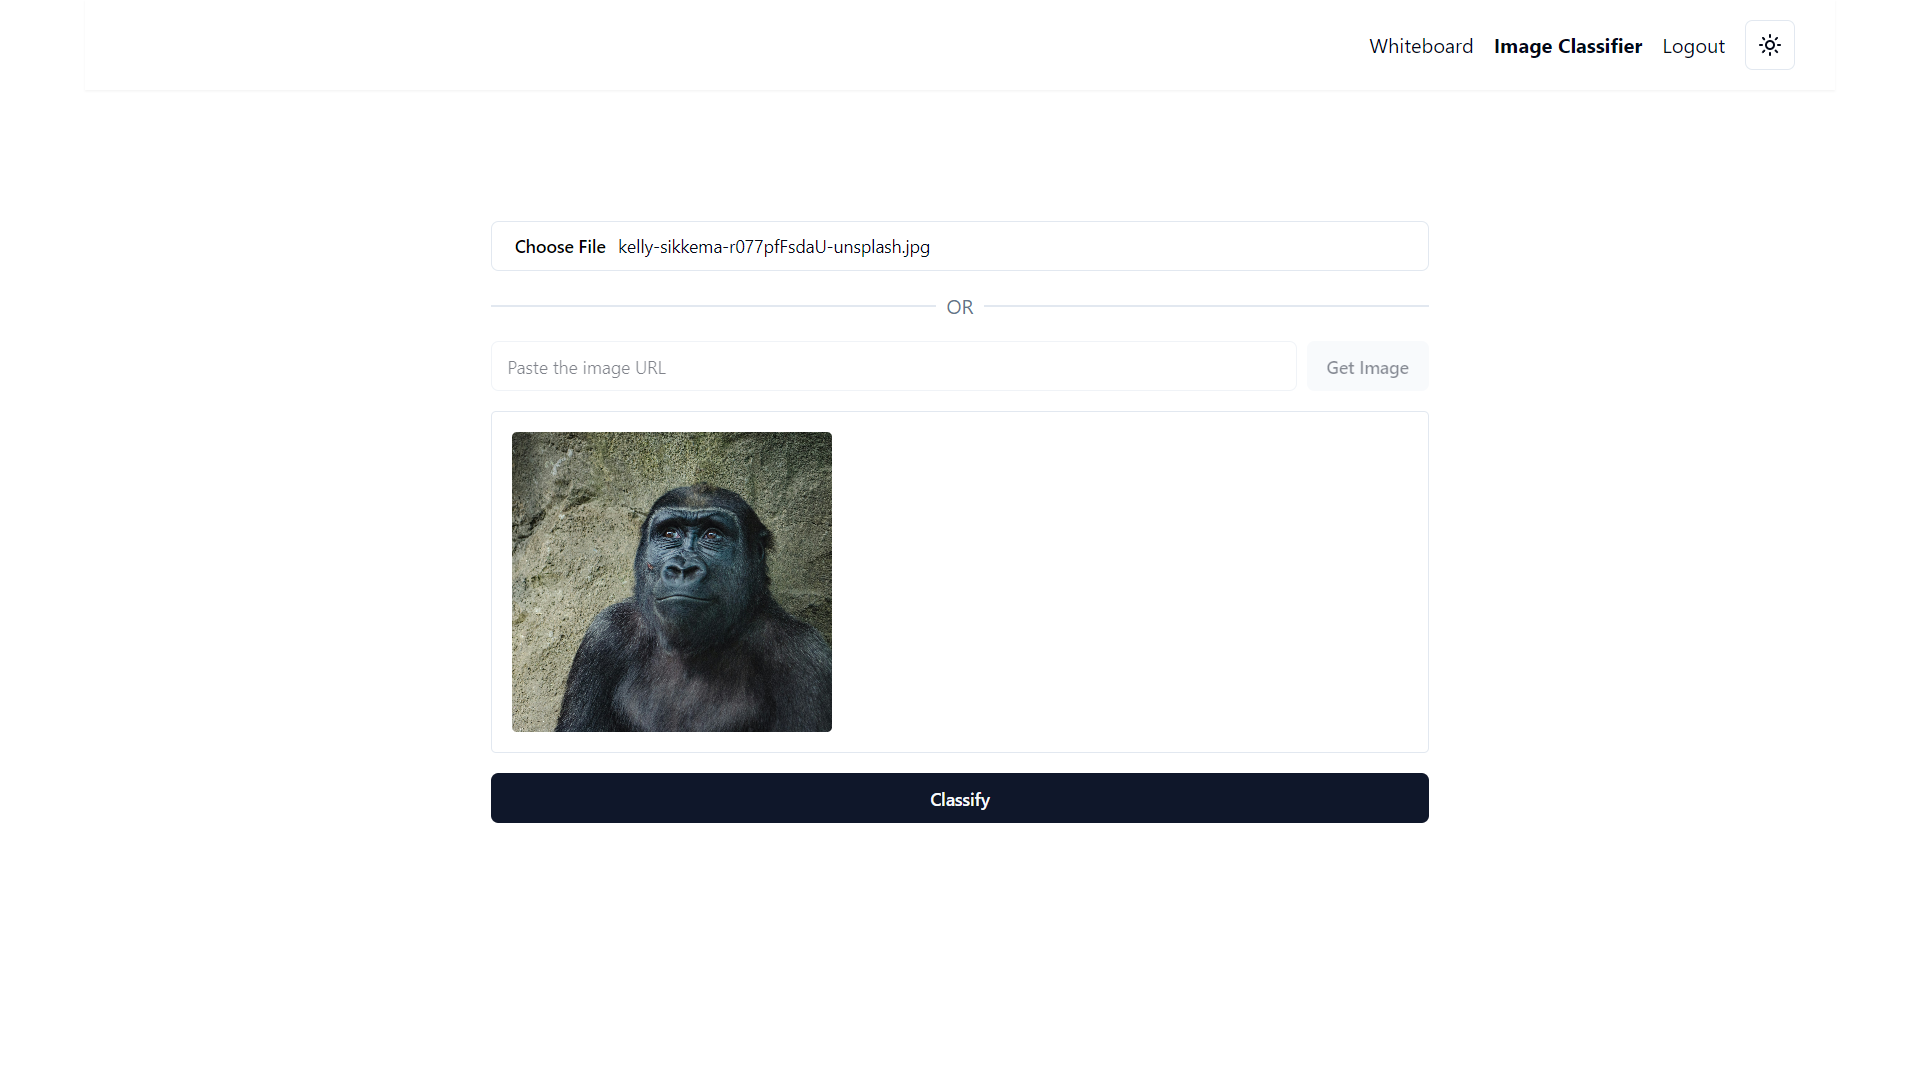 Whiteboard Image Classifier Logout
Choose File kelly-sikkema-r077pfFsdaU-unsplash.jpg
OR
Paste the image URL Get Image
Classify